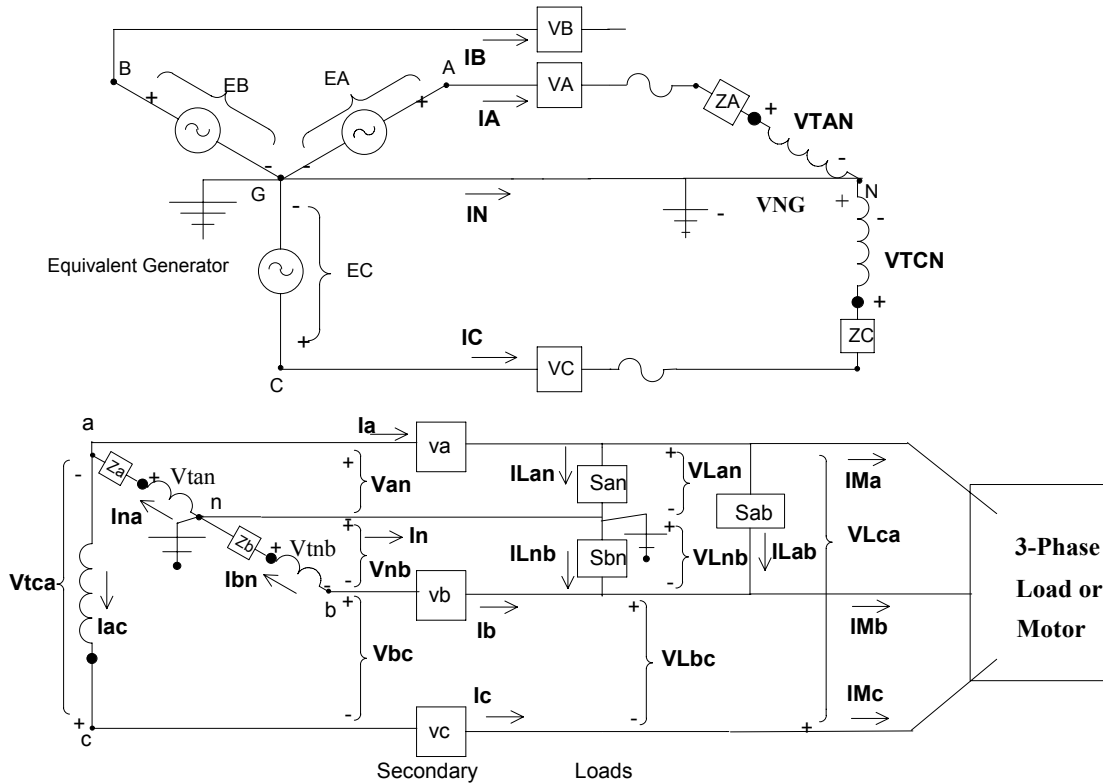 VB
IB
B
A
EB
EA
+
+
VA
IA
ZA
+
VTAN
-
-
-
G
N
IN
VNG
+
-
-
-
VTCN
Equivalent Generator
EC
+
ZC
+
IC
VC
C
a
Ia
va
-
Za
+
Vtan
+
Van
ILan
San
+
VLan
IMa
n
-
-
Ina
Sab
Zb
+
Vtnb
+
In
+
VLca
3-Phase
Vtca
Vnb
ILnb
Sbn
VLnb
ILab
Load or
Ibn
-
-
-
b
+
vb
+
Motor
Iac
Ib
IMb
Vbc
VLbc
Ic
IMc
+
-
-
+
c
vc
Secondary
Loads